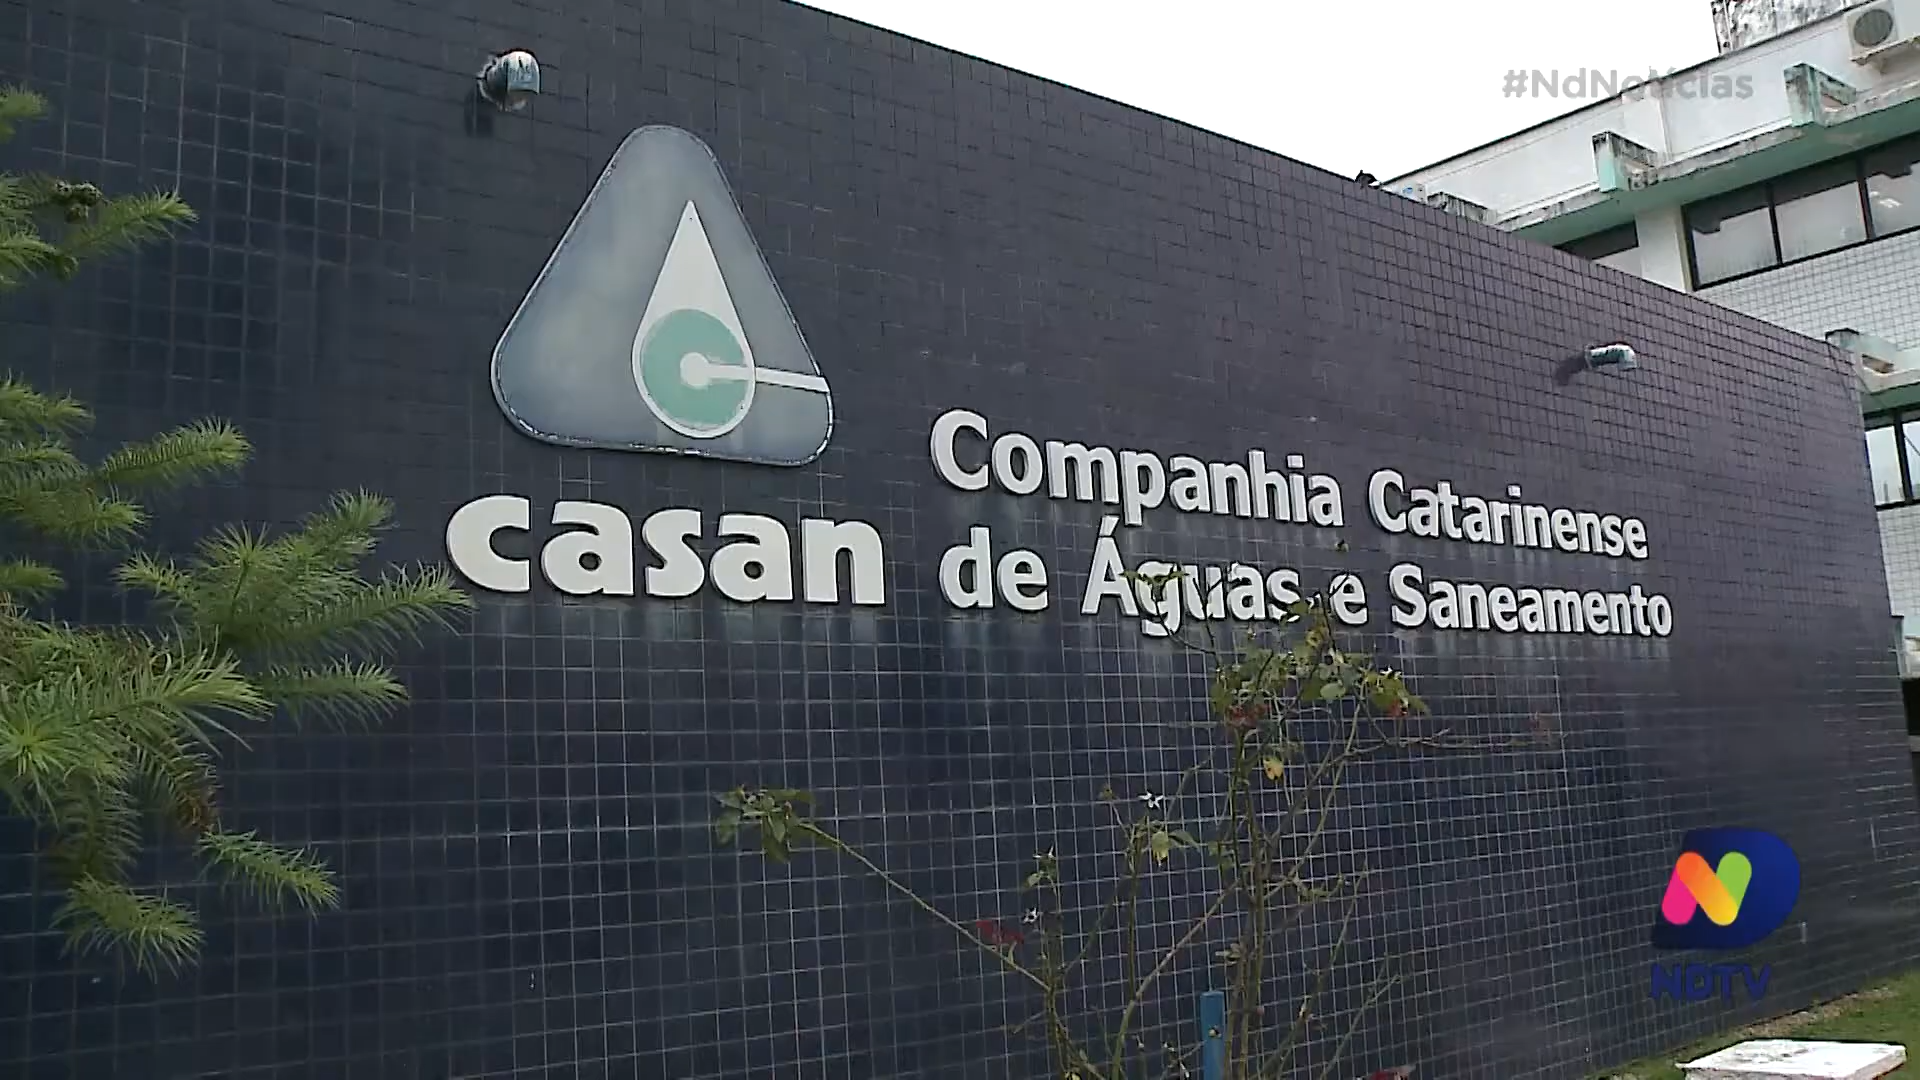 #NdNotícias
casan
Companhia Catarinense
de Águas e Saneamento
NDTV